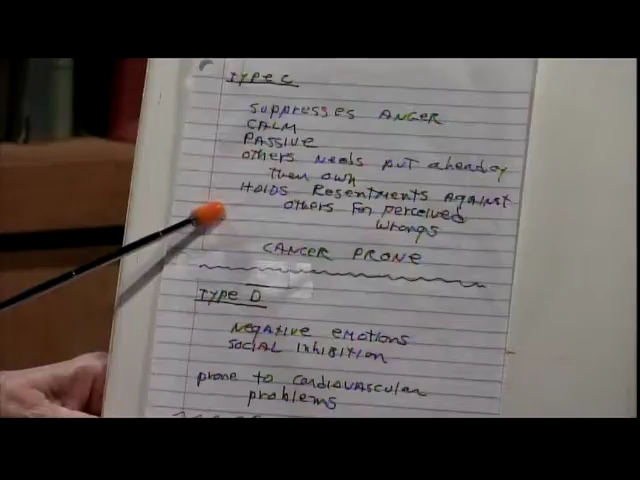 TYPE C
SUPPRESSES ANGER
CALM
PASSIVE
others Needs PUT ahead of
their own
HOLDS Resentments AGAINST
others For perceived
Wrongs
CANCER PRONE
TYPE D
Negative emotions
SOCIAL inhibition
prone to cardiovascular
problems